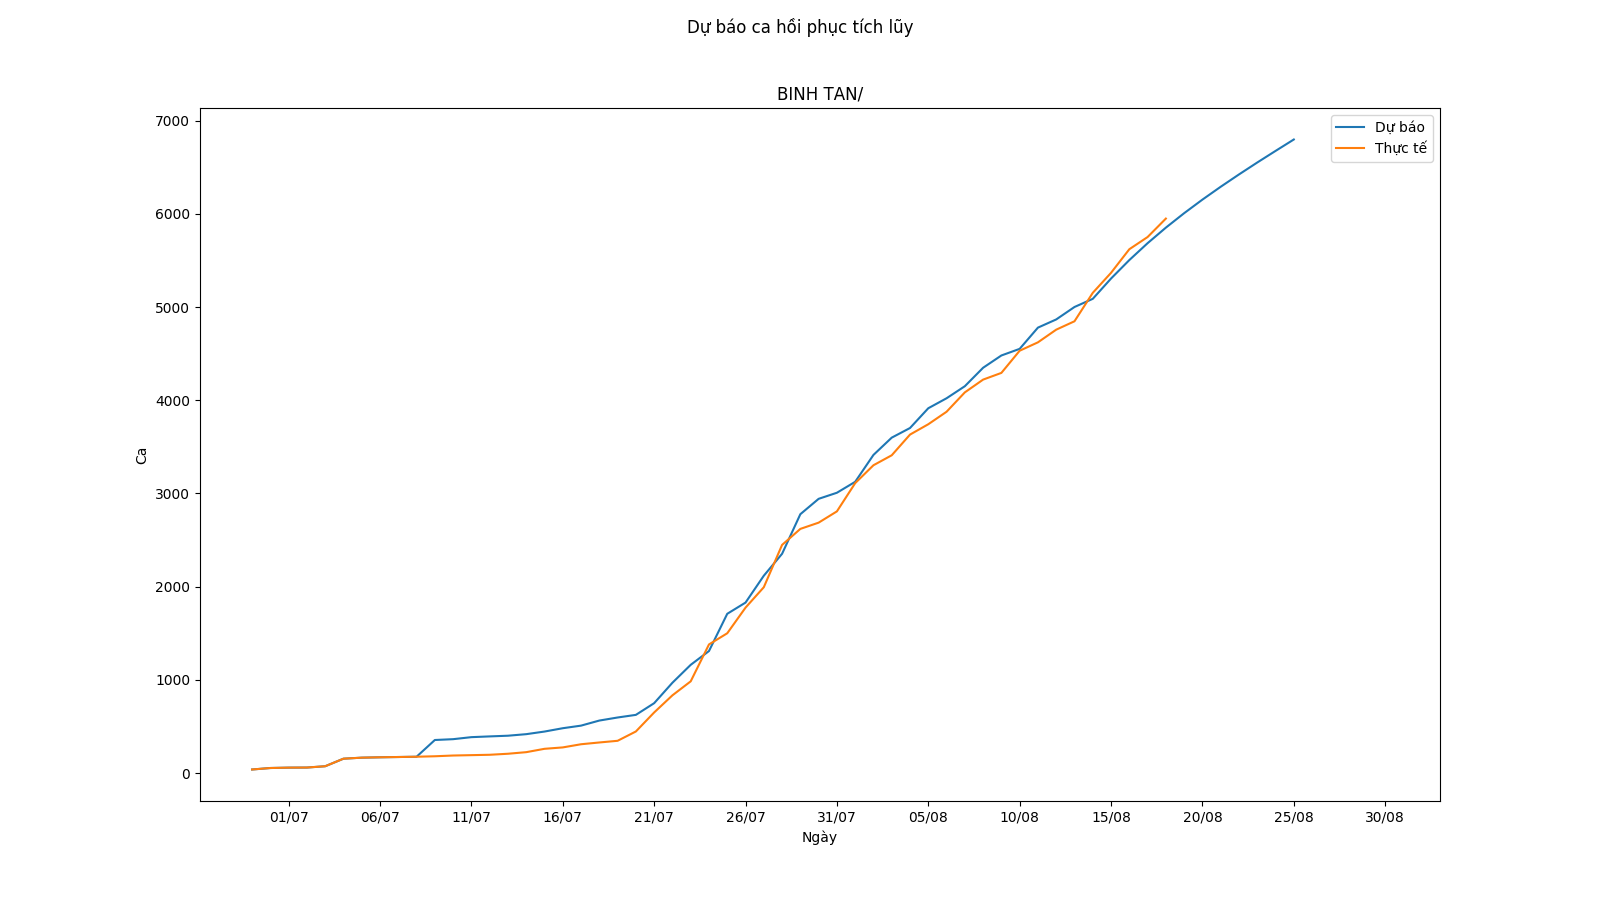 Dự báo ca hồi phục tích lũy
BINH TAN/
Dự báo
Thực tế
7000
6000
5000
4000
3000
2000
1000
0
Ca
01/07 06/07 11/07 16/07 21/07 26/07 31/07 05/08 10/08 15/08 20/08 25/08 30/08
Ngày